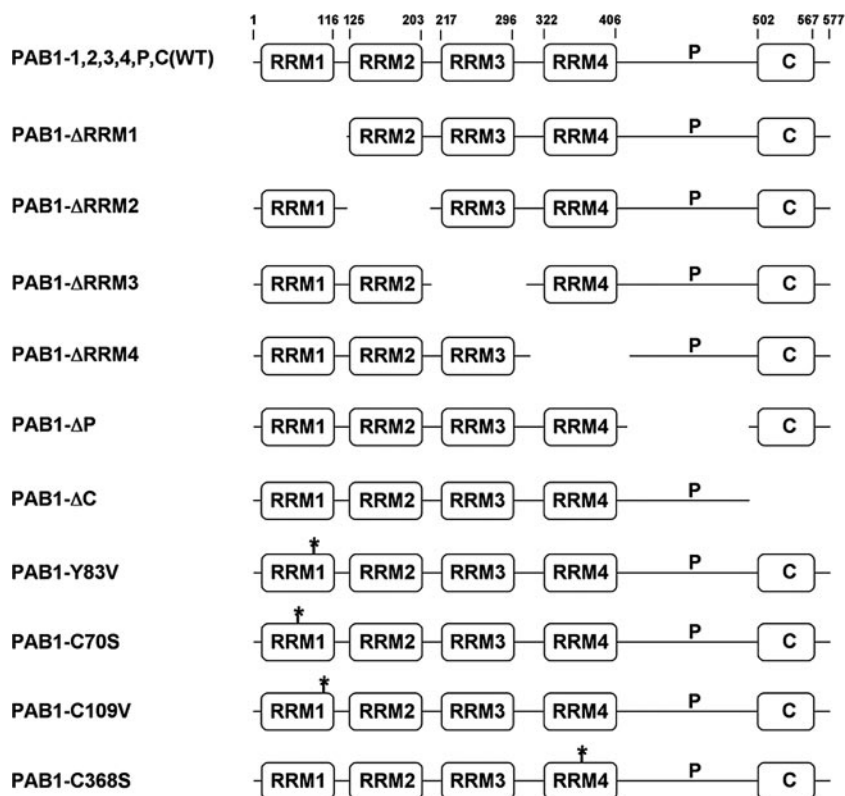 1 116 125 203 217 296 322 406 502 567 577
PAB1-1,2,3,4,P,C(WT) RRM1 RRM2 RRM3 RRM4 P C
PAB1-ΔRRM1 RRM2 RRM3 RRM4 P C
PAB1-ΔRRM2 RRM1 RRM3 RRM4 P C
PAB1-ΔRRM3 RRM1 RRM2 RRM4 P C
PAB1-ΔRRM4 RRM1 RRM2 RRM3 P C
PAB1-ΔP RRM1 RRM2 RRM3 RRM4 C
PAB1-ΔC RRM1 RRM2 RRM3 RRM4 P
*
PAB1-Y83V RRM1 RRM2 RRM3 RRM4 P C
*
PAB1-C70S RRM1 RRM2 RRM3 RRM4 P C
*
PAB1-C109V RRM1 RRM2 RRM3 RRM4 P C
*
PAB1-C368S RRM1 RRM2 RRM3 RRM4 P C